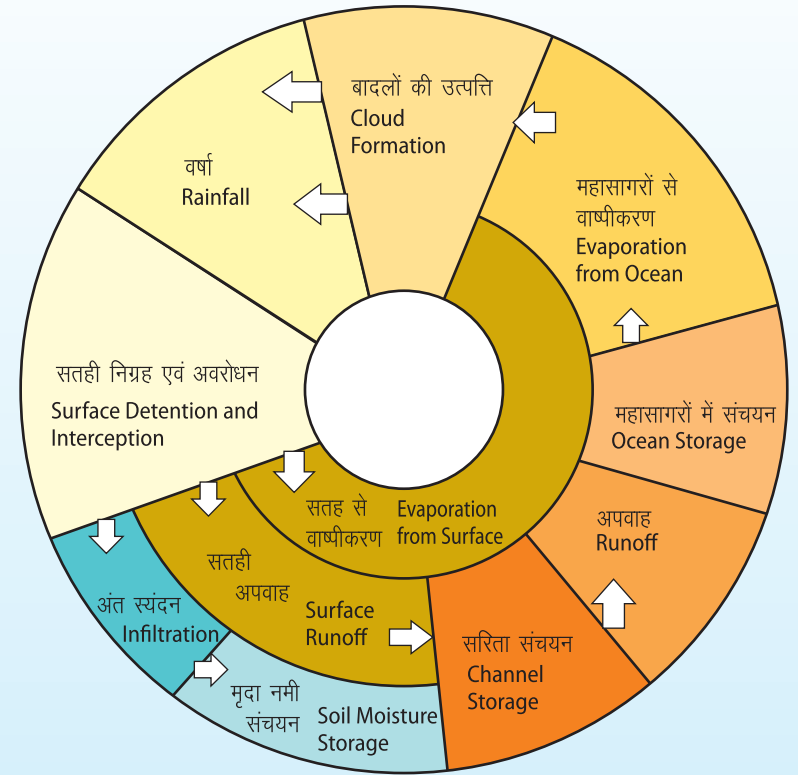 बादलों की उत्पत्ति
Cloud
Formation
वर्षा
Rainfall
महासागरों से
वाष्पीकरण
Evaporation
from Ocean
सतही निग्रह एवं अवरोधन
Surface Detention and
Interception
महासागरों में संचयन
Ocean Storage
सतह से
वाष्पीकरण
Evaporation
from Surface
अपवाह
Runoff
सतही
अपवाह
Surface
Runoff
अंत स्यंदन
Infiltration
सरिता संचयन
Channel
Storage
मृदा नमी
संचयन
Soil Moisture
Storage